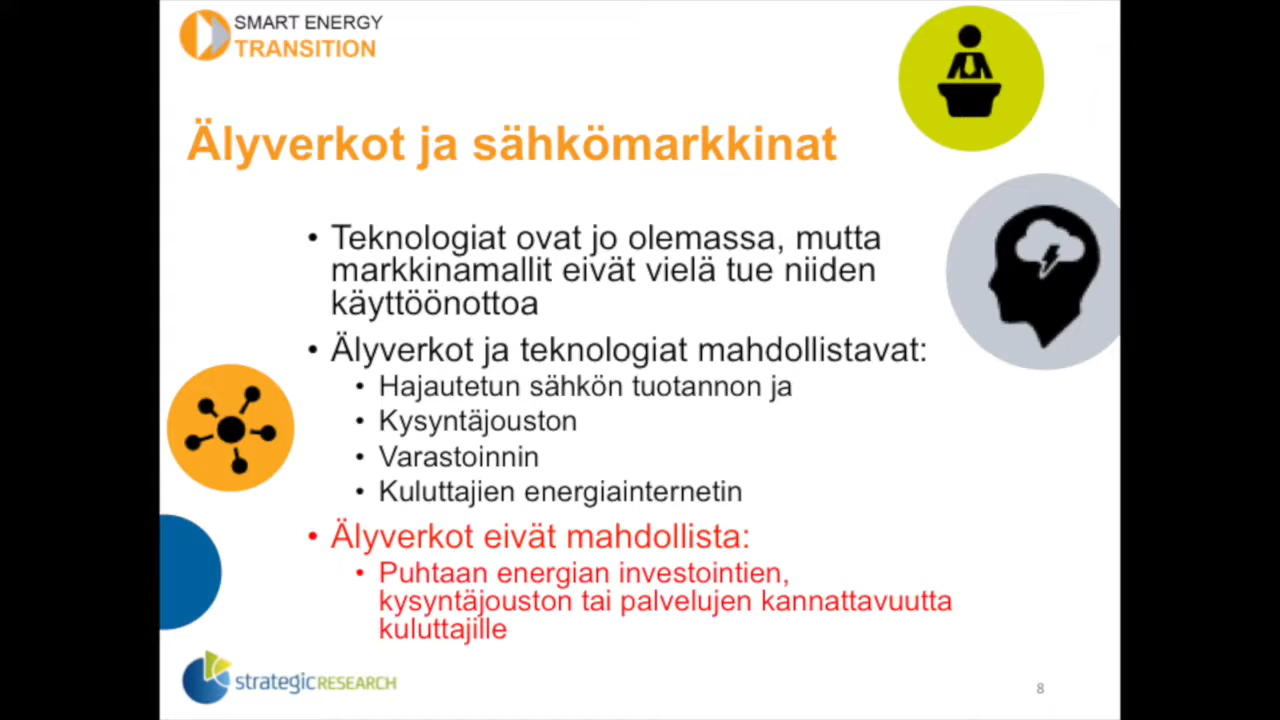 SMART ENERGY
TRANSITION
Älyverkot ja sähkömarkkinat
• Teknologiat ovat jo olemassa, mutta
markkinamallit eivät vielä tue niiden
käyttöönottoa
• Älyverkot ja teknologiat mahdollistavat:
• Hajautetun sähkön tuotannon ja
• Kysyntäjouston
• Varastoinnin
• Kuluttajien energiainternetin
• Älyverkot eivät mahdollista:
• Puhtaan energian investointien,
kysyntäjouston tai palvelujen kannattavuutta
kuluttajille
strategicRESEARCH
8